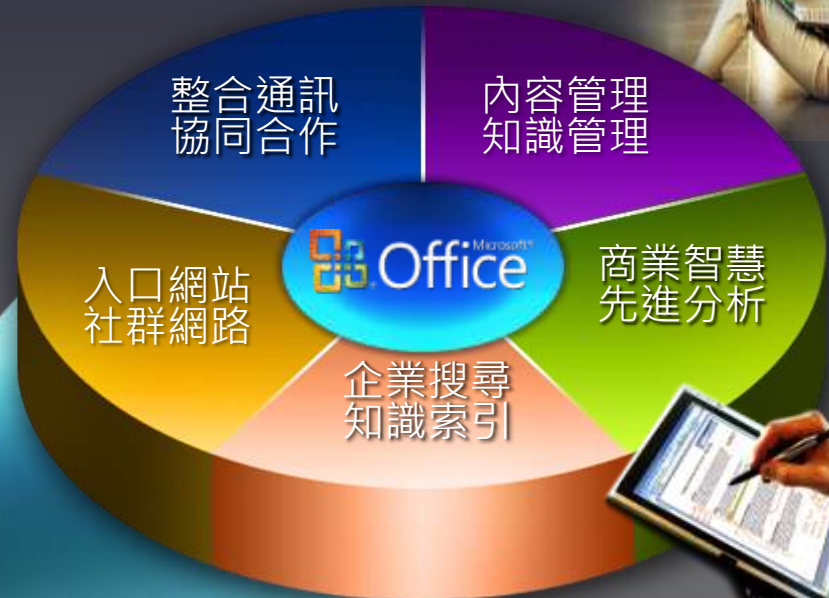 整合通訊
協同合作
內容管理
知識管理
Microsoft®
Office
商業智慧
先進分析
入口網站
社群網路
企業搜尋
知識索引